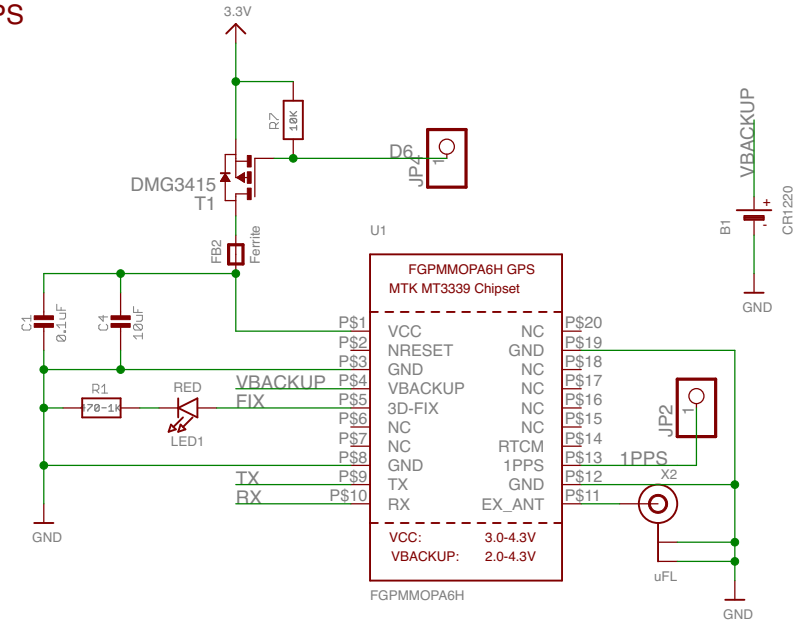 PS
3.3V
R7
10K
D6
JP4
1
DMG3415
T1
FB2
Ferrite
VBACKUP
B1
+
-
CR1220
GND
U1
FGPMMOPA6H GPS
MTK MT3339 Chipset
C1
0.1uF
C4
10uF
P$1 VCC NC P$20
P$2 NRESET GND P$19
P$3 GND NC P$18
VBACKUP P$4 VBACKUP NC P$17
FIX P$5 3D-FIX NC P$16
P$6 NC NC P$15
P$7 NC RTCM P$14
P$8 GND 1PPS P$13 1PPS
TX P$9 TX GND P$12
RX P$10 RX EX_ANT P$11
R1
70-1K
RED
LED1
JP2
1
X2
uFL
GND
VCC: 3.0-4.3V
VBACKUP: 2.0-4.3V
FGPMMOPA6H
GND